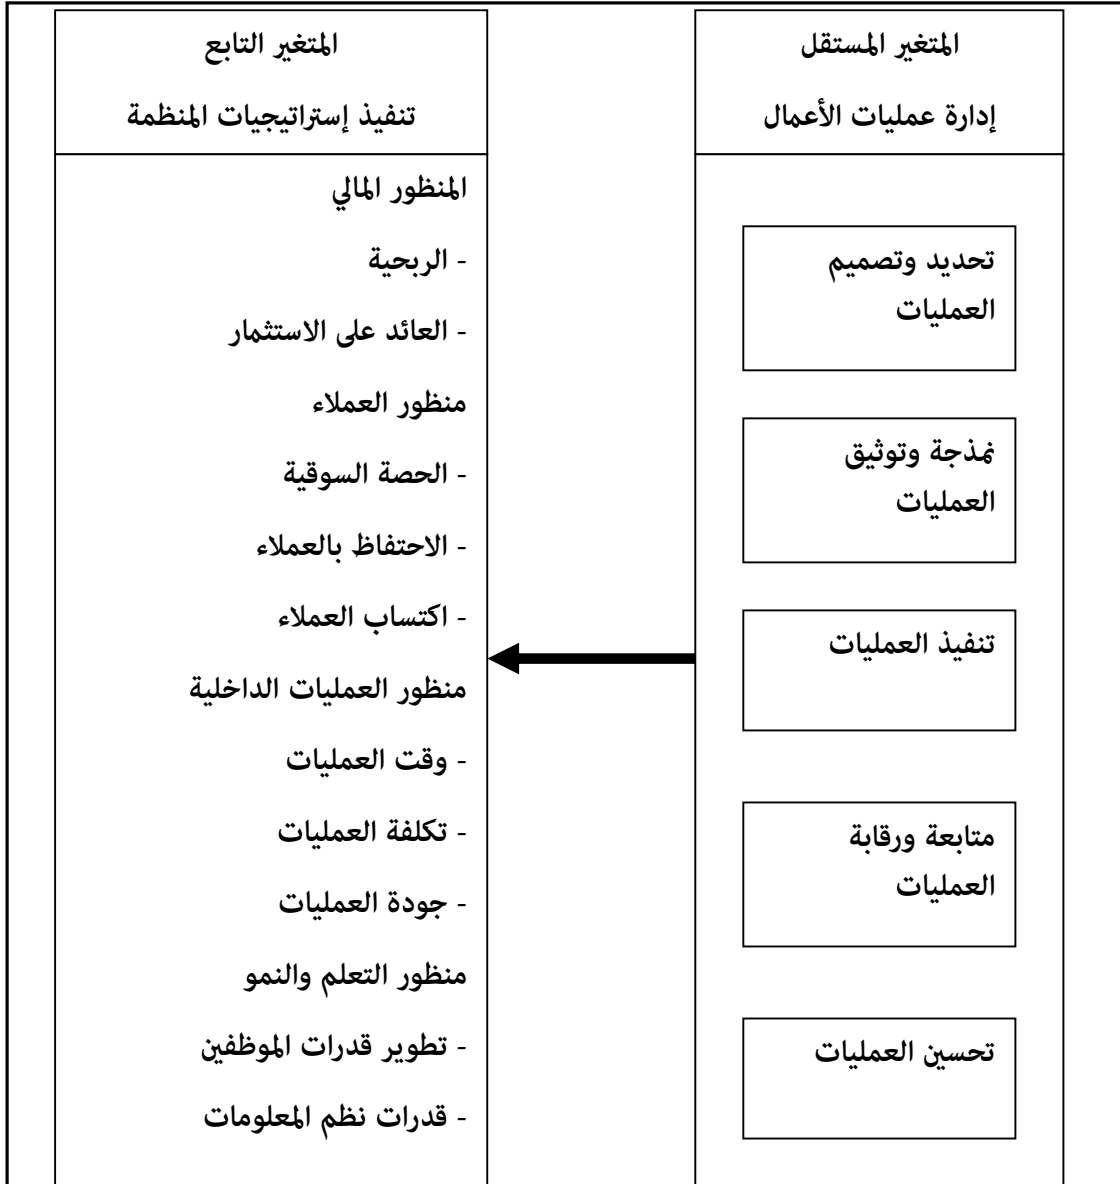 المتغير المستقل
إدارة عمليات الأعمال
تحديد وتصميم
العمليات
نمذجة وتوثيق
العمليات
تنفيذ العمليات
متابعة ورقابة
العمليات
تحسين العمليات
المتغير التابع
تنفيذ إستراتيجيات المنظمة
المنظور المالي
- الربحية
- العائد على الاستثمار
منظور العملاء
- الحصة السوقية
- الاحتفاظ بالعملاء
- اكتساب العملاء
منظور العمليات الداخلية
- وقت العمليات
- تكلفة العمليات
- جودة العمليات
منظور التعلم والنمو
- تطوير قدرات الموظفين
- قدرات نظم المعلومات